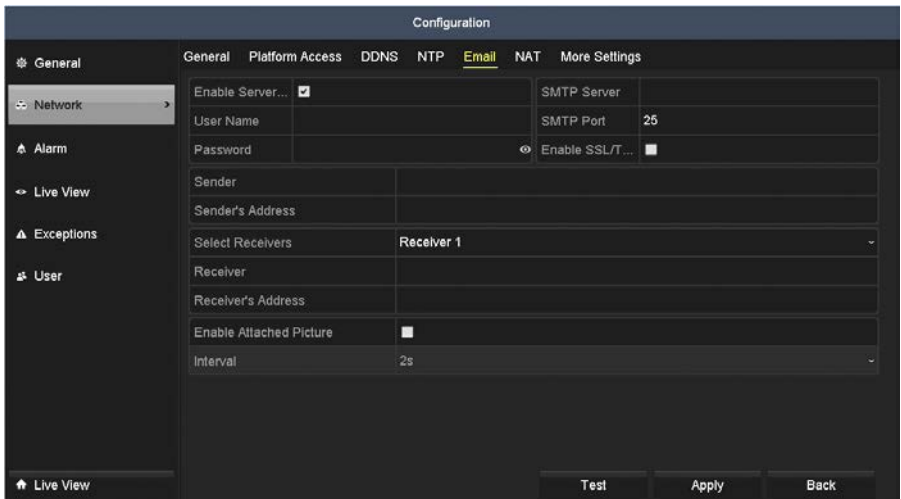 Configuration
General
Network
Alarm
Live View
Exceptions
User
Live View
General Platform Access DDNS NTP Email NAT More Settings
Enable Server... SMTP Server
User Name SMTP Port 25
Password Enable SSL/T...
Sender
Sender's Address
Select Receivers Receiver 1
Receiver
Receiver's Address
Enable Attached Picture
Interval 2s
Test Apply Back